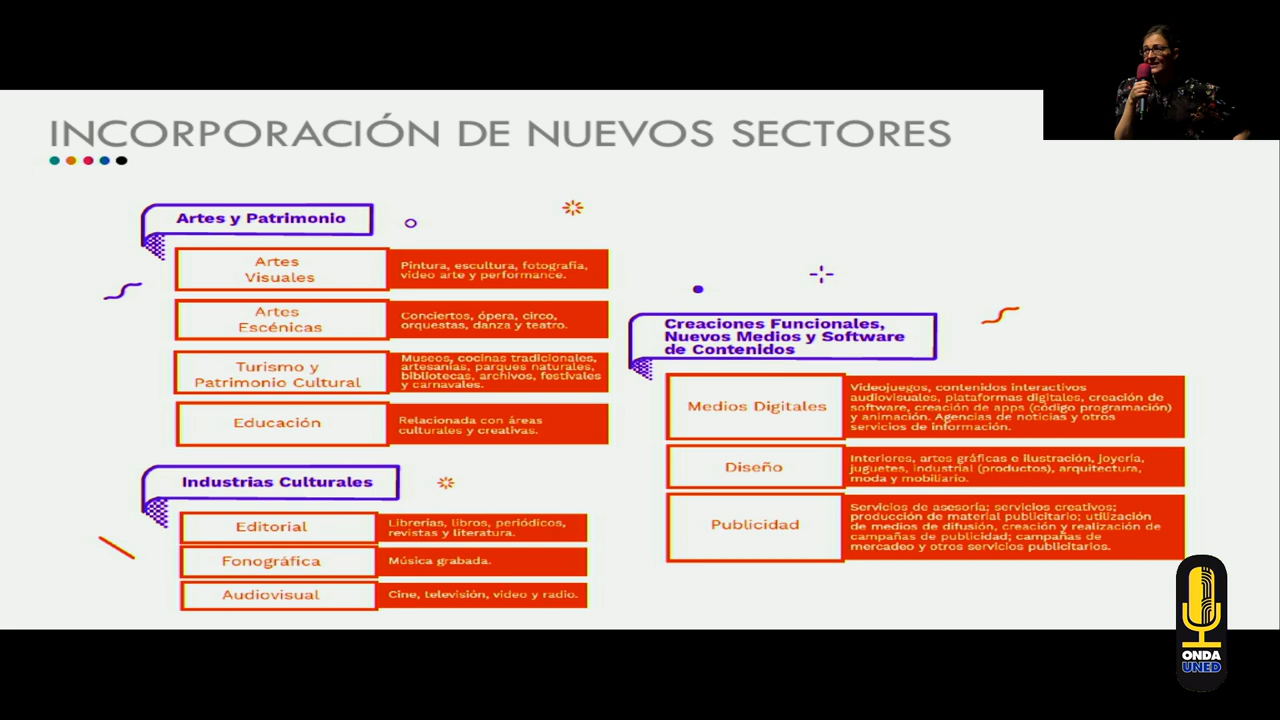 INCORPORACIÓN DE NUEVOS SECTORES
Artes y Patrimonio
Artes
Visuales
Pintura, escultura, fotografía,
video arte y performance.
Artes
Escénicas
Conciertos, ópera, circo,
orquestas, danza y teatro.
Turismo y
Patrimonio Cultural
Museos, cocinas tradicionales,
artesanías, parques naturales,
bibliotecas, archivos, festivales
y carnavales.
Educación
Relacionada con áreas
culturales y creativas.
Industrias Culturales
Editorial
Librerías, libros, periódicos,
revistas y literatura.
Fonográfica
Música grabada.
Audiovisual
Cine, televisión, video y radio.
Creaciones Funcionales,
Nuevos Medios y Software
de Contenidos
Medios Digitales
Videojuegos, contenidos interactivos
audiovisuales, plataformas digitales, creación de
software, creación de apps (código programación)
y animación. Agencias de noticias y otros
servicios de información.
Diseño
Interiores, artes gráficas e ilustración, joyería,
juguetes, industrial (productos), arquitectura,
moda y mobiliario.
Publicidad
Servicios de asesoría; servicios creativos;
producción de material publicitario; utilización
de medios de difusión, creación y realización de
campañas de publicidad; campañas de
mercadeo y otros servicios publicitarios.
ONDA
UNED